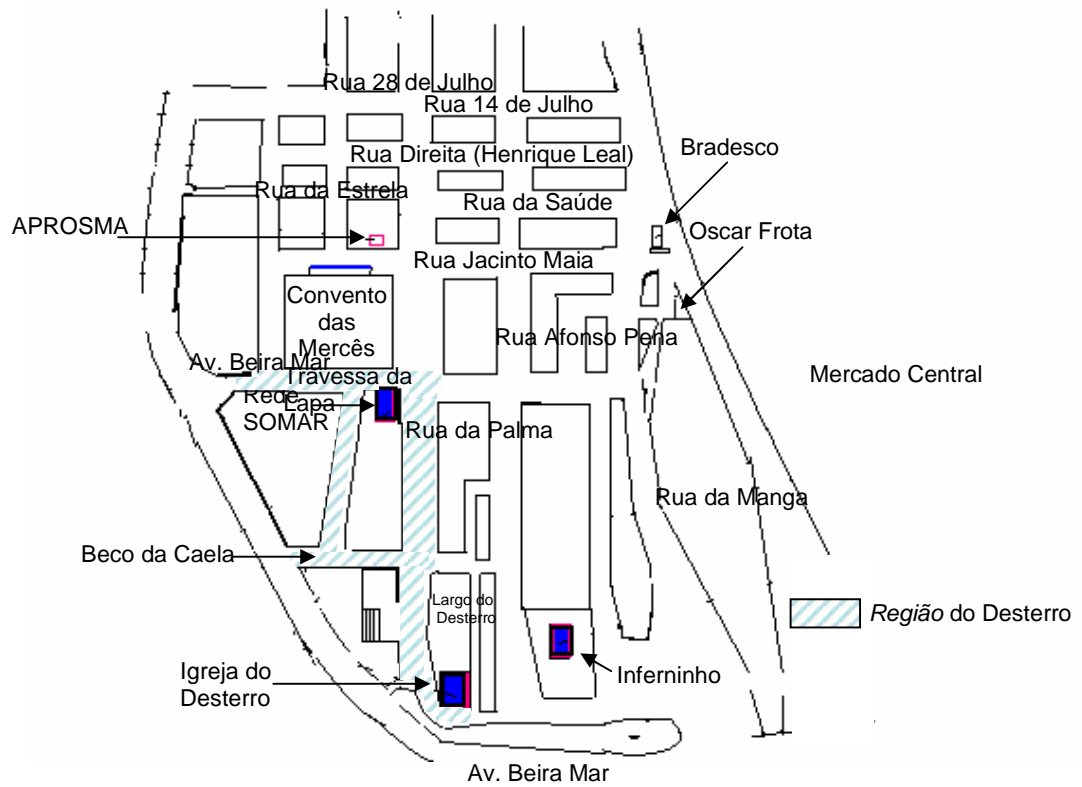 Rua 28 de Julho
Rua 14 de Julho
Rua Direita (Henrique Leal)
Bradesco
Rua da Estrela
Rua da Saúde
APROSMA
Oscar Frota
Rua Jacinto Maia
Convento
das
Mercês
Rua Afonso Pena
Av. Beira Mar
Travessa da
Lapa
Mercado Central
Rede
SOMAR
Rua da Palma
Rua da Manga
Beco da Caela
Largo do
Desterro
Região do Desterro
Igreja do
Desterro
Inferninho
Av. Beira Mar